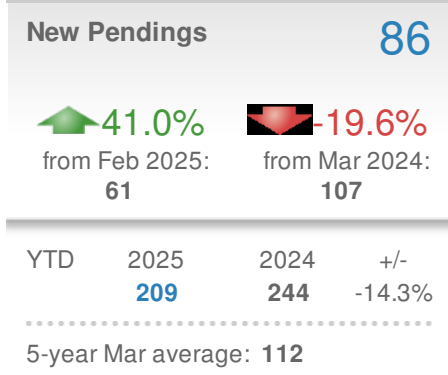 New Pendings 86
41.0% -19.6%
from Feb 2025: from Mar 2024:
61 107
YTD 2025 2024 +/-
209 244 -14.3%
5-year Mar average: 112